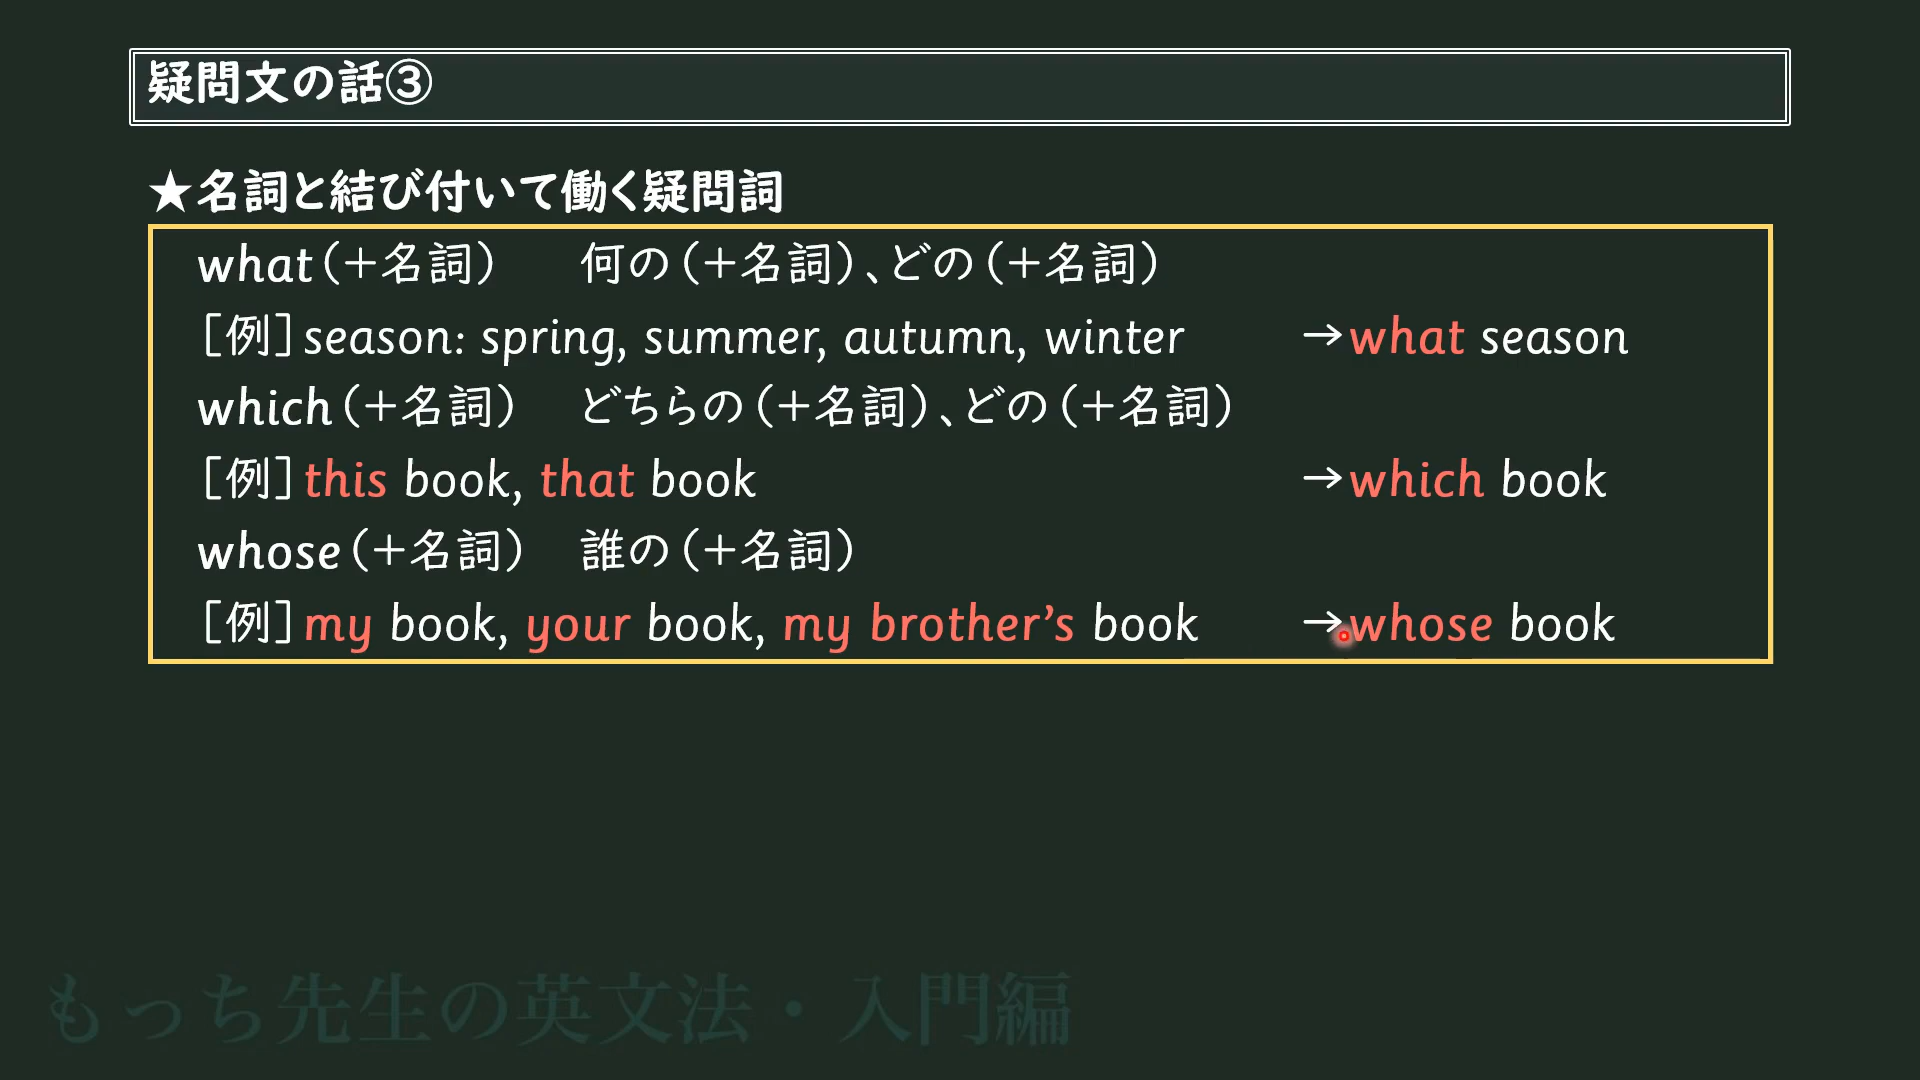 疑問文の話③
★名詞と結び付いて働く疑問詞
what（＋名詞）　何の（＋名詞）、どの（＋名詞）
［例］season: spring, summer, autumn, winter　→what season
which（＋名詞）　どちらの（＋名詞）、どの（＋名詞）
［例］this book, that book　→which book
whose（＋名詞）　誰の（＋名詞）
［例］my book, your book, my brother’s book　→whose book
もっち先生の英文法・入門編